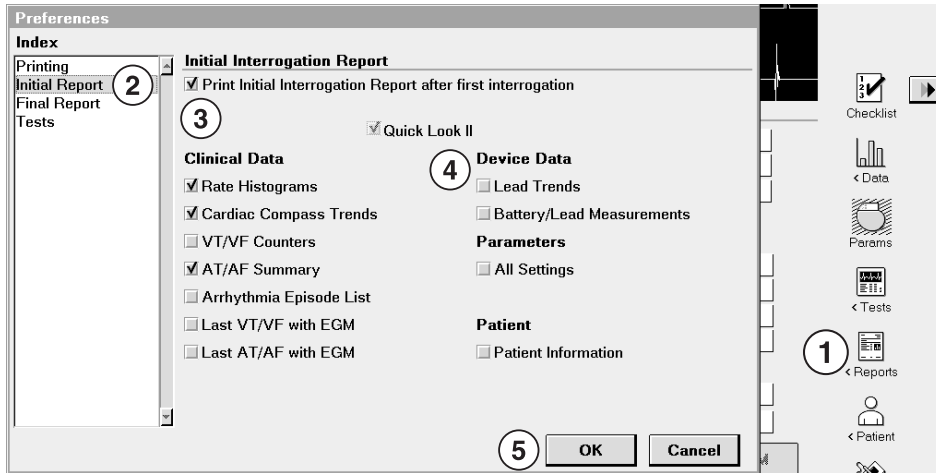 Preferences
Index
Printing
Initial Report
Final Report
Tests
2
Initial Interrogation Report
Print Initial Interrogation Report after first interrogation
3
Quick Look II
Clinical Data
Rate Histograms
Cardiac Compass Trends
VT/VF Counters
AT/AF Summary
Arrhythmia Episode List
Last VT/VF with EGM
Last AT/AF with EGM
4
Device Data
Lead Trends
Battery/Lead Measurements
Parameters
All Settings
Patient
Patient Information
5
OK
Cancel
1
2
3
Checklist
< Data
Params
< Tests
1
< Reports
< Patient